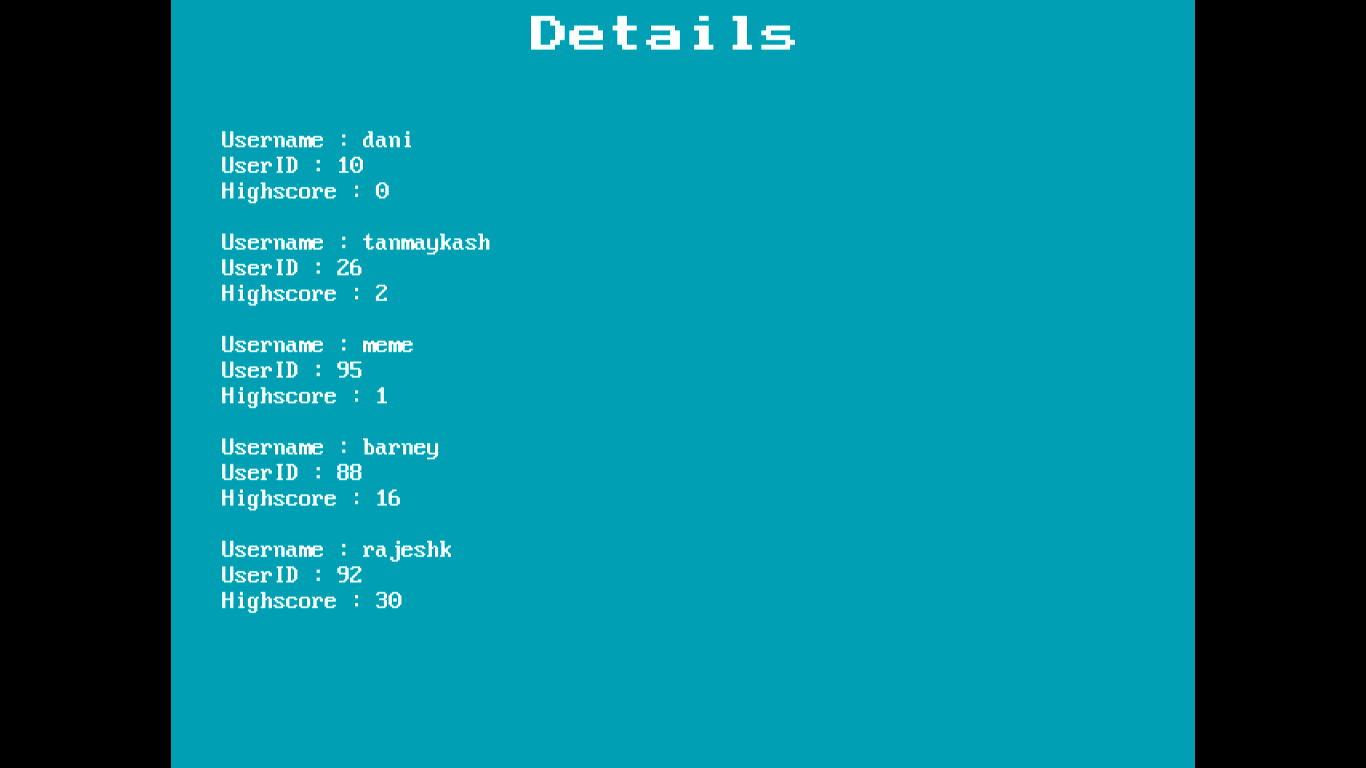 Details
Username : dani
UserID : 10
Highscore : 0
Username : tanmaykash
UserID : 26
Highscore : 2
Username : meme
UserID : 95
Highscore : 1
Username : barney
UserID : 88
Highscore : 16
Username : rajeshk
UserID : 92
Highscore : 30